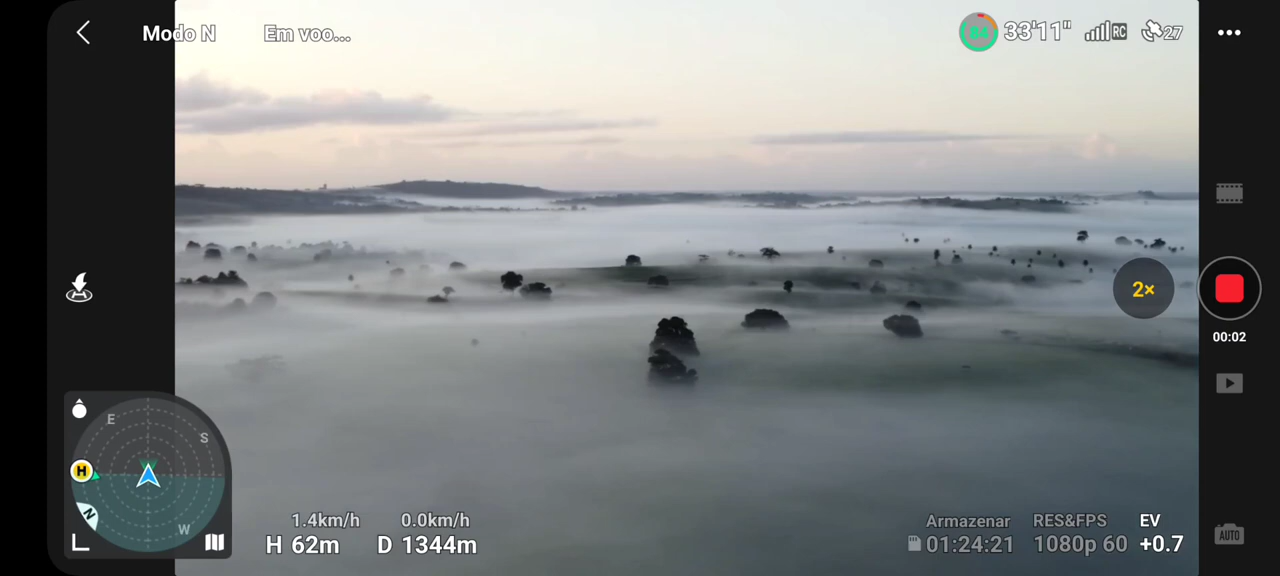 Modo N
Em voo...
84
33'11"
RC
27
2×
00:02
E
S
H
N
W
1.4km/h
0.0km/h
H 62m
D 1344m
Armazenar
RES&FPS
EV
01:24:21
1080p 60
+0.7
AUTO